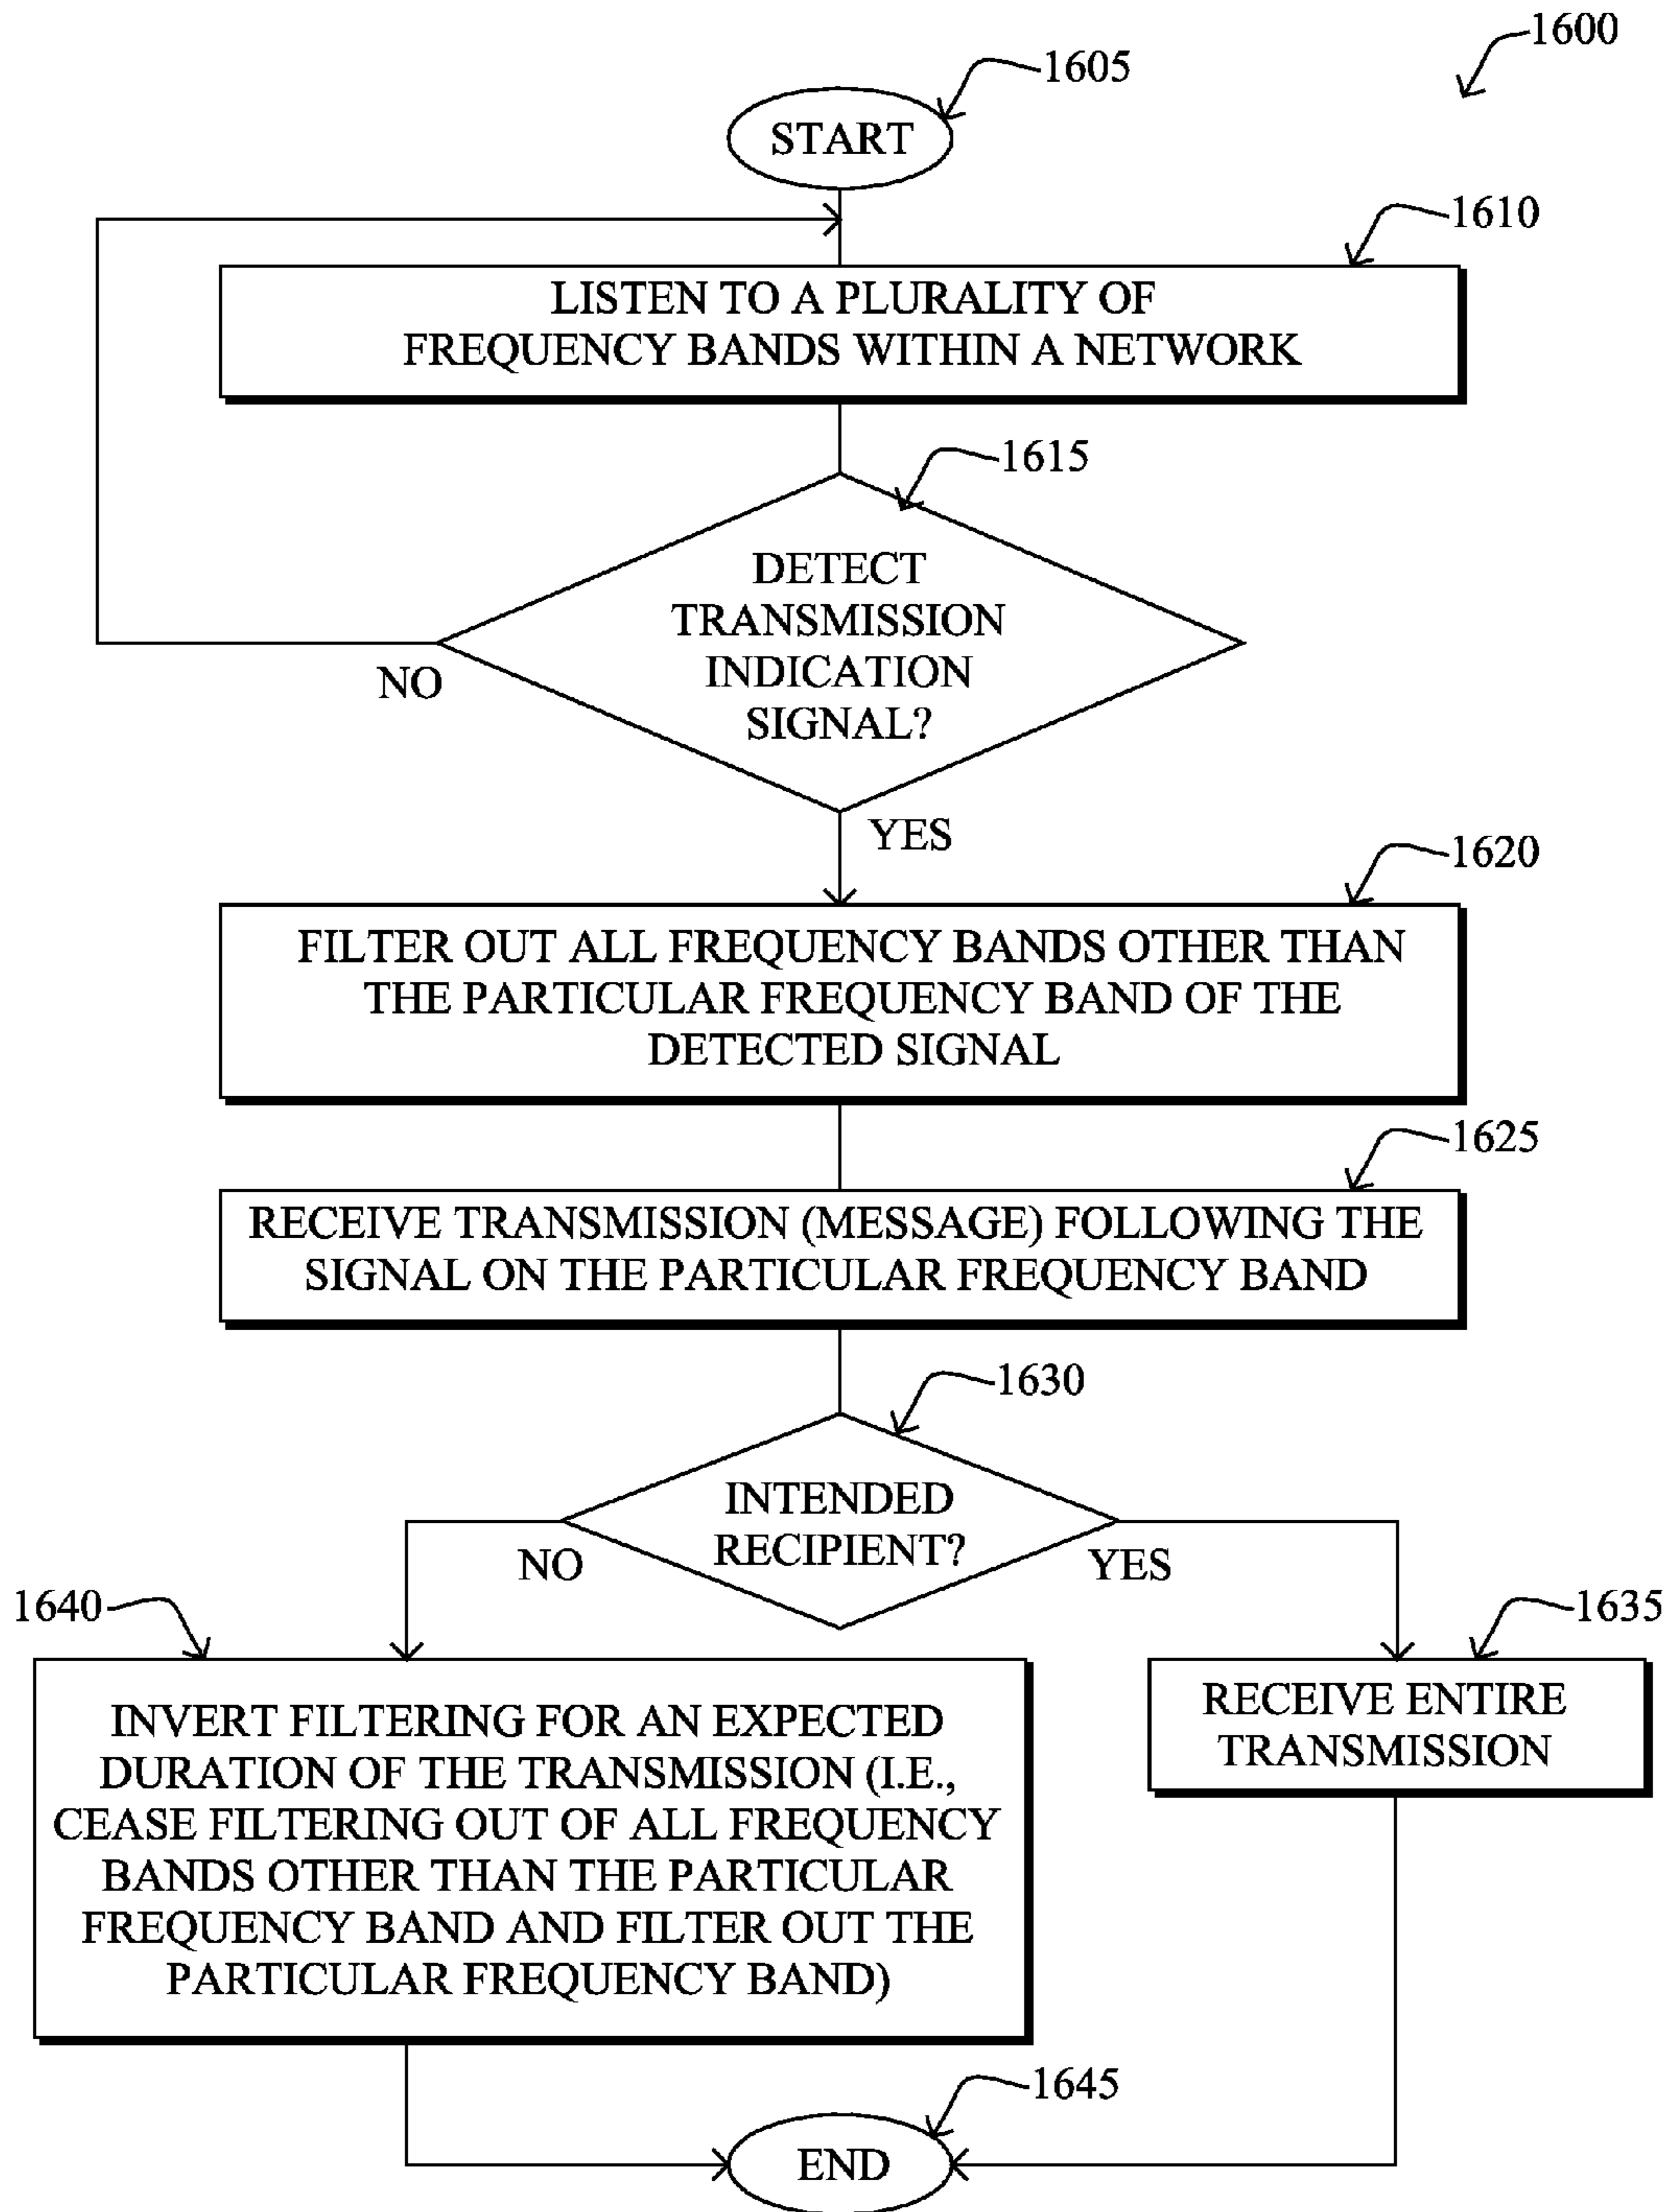 1600
1605
START
1610
LISTEN TO A PLURALITY OF
FREQUENCY BANDS WITHIN A NETWORK
1615
DETECT
TRANSMISSION
INDICATION
SIGNAL?
NO
YES
1620
FILTER OUT ALL FREQUENCY BANDS OTHER THAN
THE PARTICULAR FREQUENCY BAND OF THE
DETECTED SIGNAL
1625
RECEIVE TRANSMISSION (MESSAGE) FOLLOWING THE
SIGNAL ON THE PARTICULAR FREQUENCY BAND
1630
INTENDED
RECIPIENT?
NO
YES
1640
1635
INVERT FILTERING FOR AN EXPECTED
DURATION OF THE TRANSMISSION (I.E.,
CEASE FILTERING OUT OF ALL FREQUENCY
BANDS OTHER THAN THE PARTICULAR
FREQUENCY BAND AND FILTER OUT THE
PARTICULAR FREQUENCY BAND)
RECEIVE ENTIRE
TRANSMISSION
1645
END